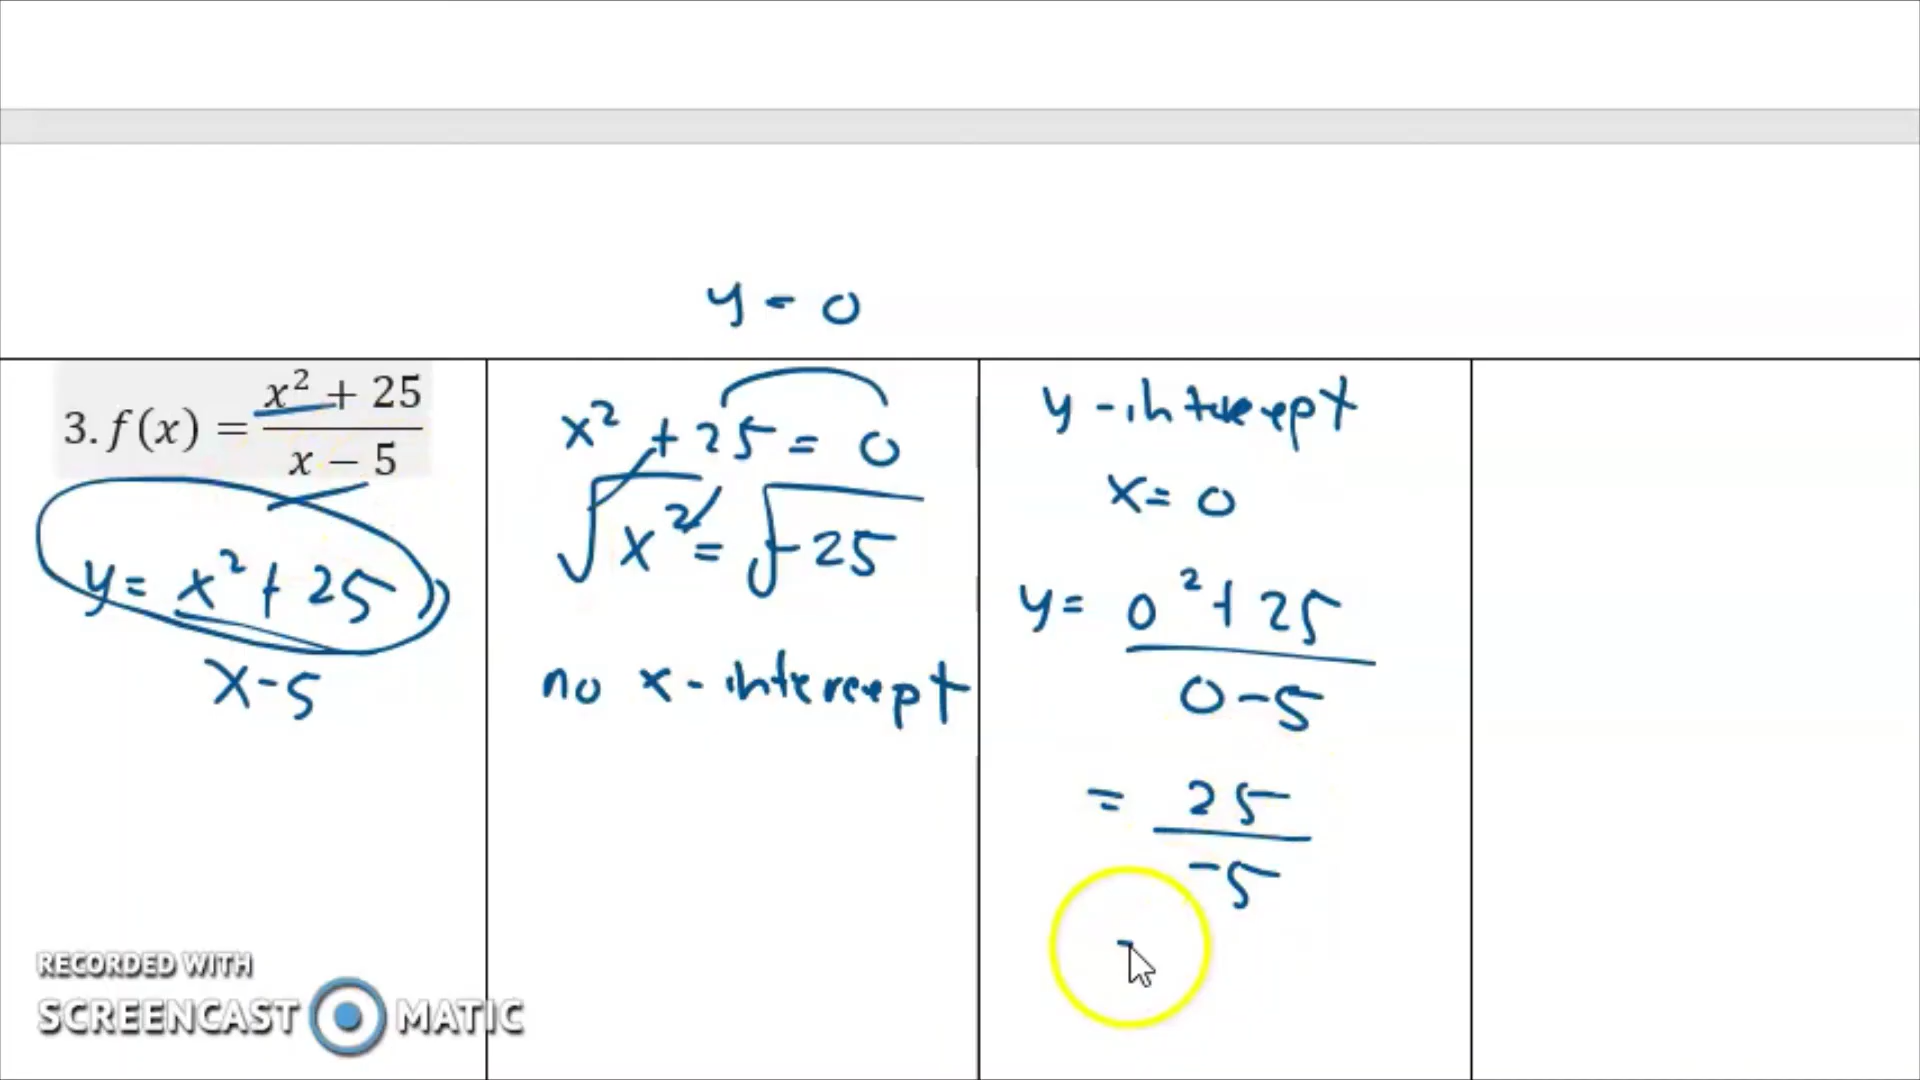 y = 0
3. f(x) = x² + 25 / x − 5
y = x² + 25
x - 5
x² + 25 = 0
√x² = √-25
no x-intercept
y-intercept
x = 0
y = 0² + 25
0 - 5
= 25
-5
RECORDED WITH
SCREENCAST MATIC